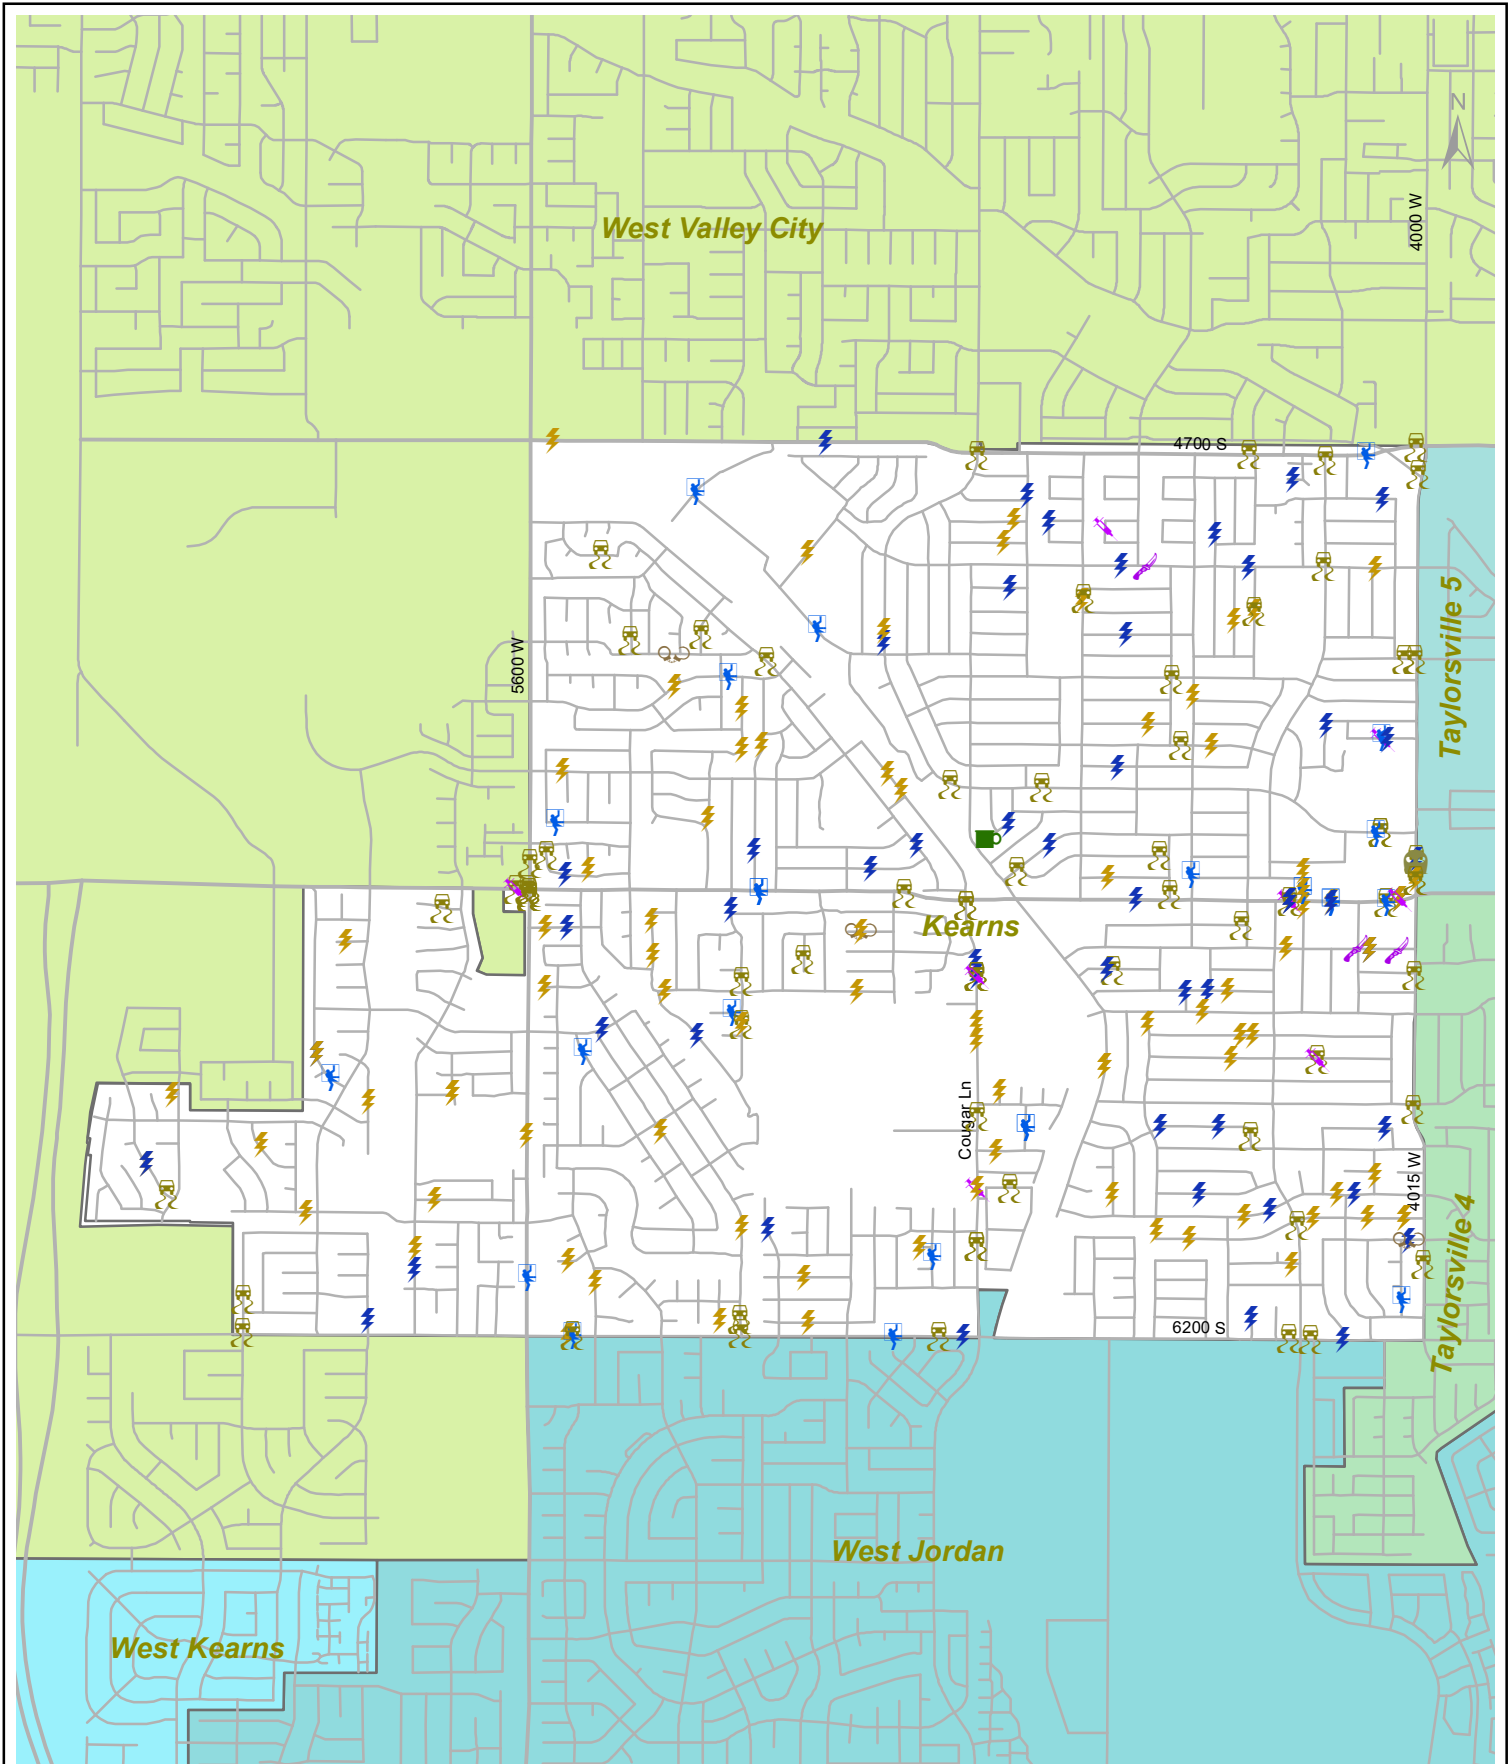 N
4000 W
West Valley City
4700 S
Taylorsville 5
5600 W
Kearns
Cougar Ln
4015 W
Taylorsville 4
6200 S
West Jordan
West Kearns